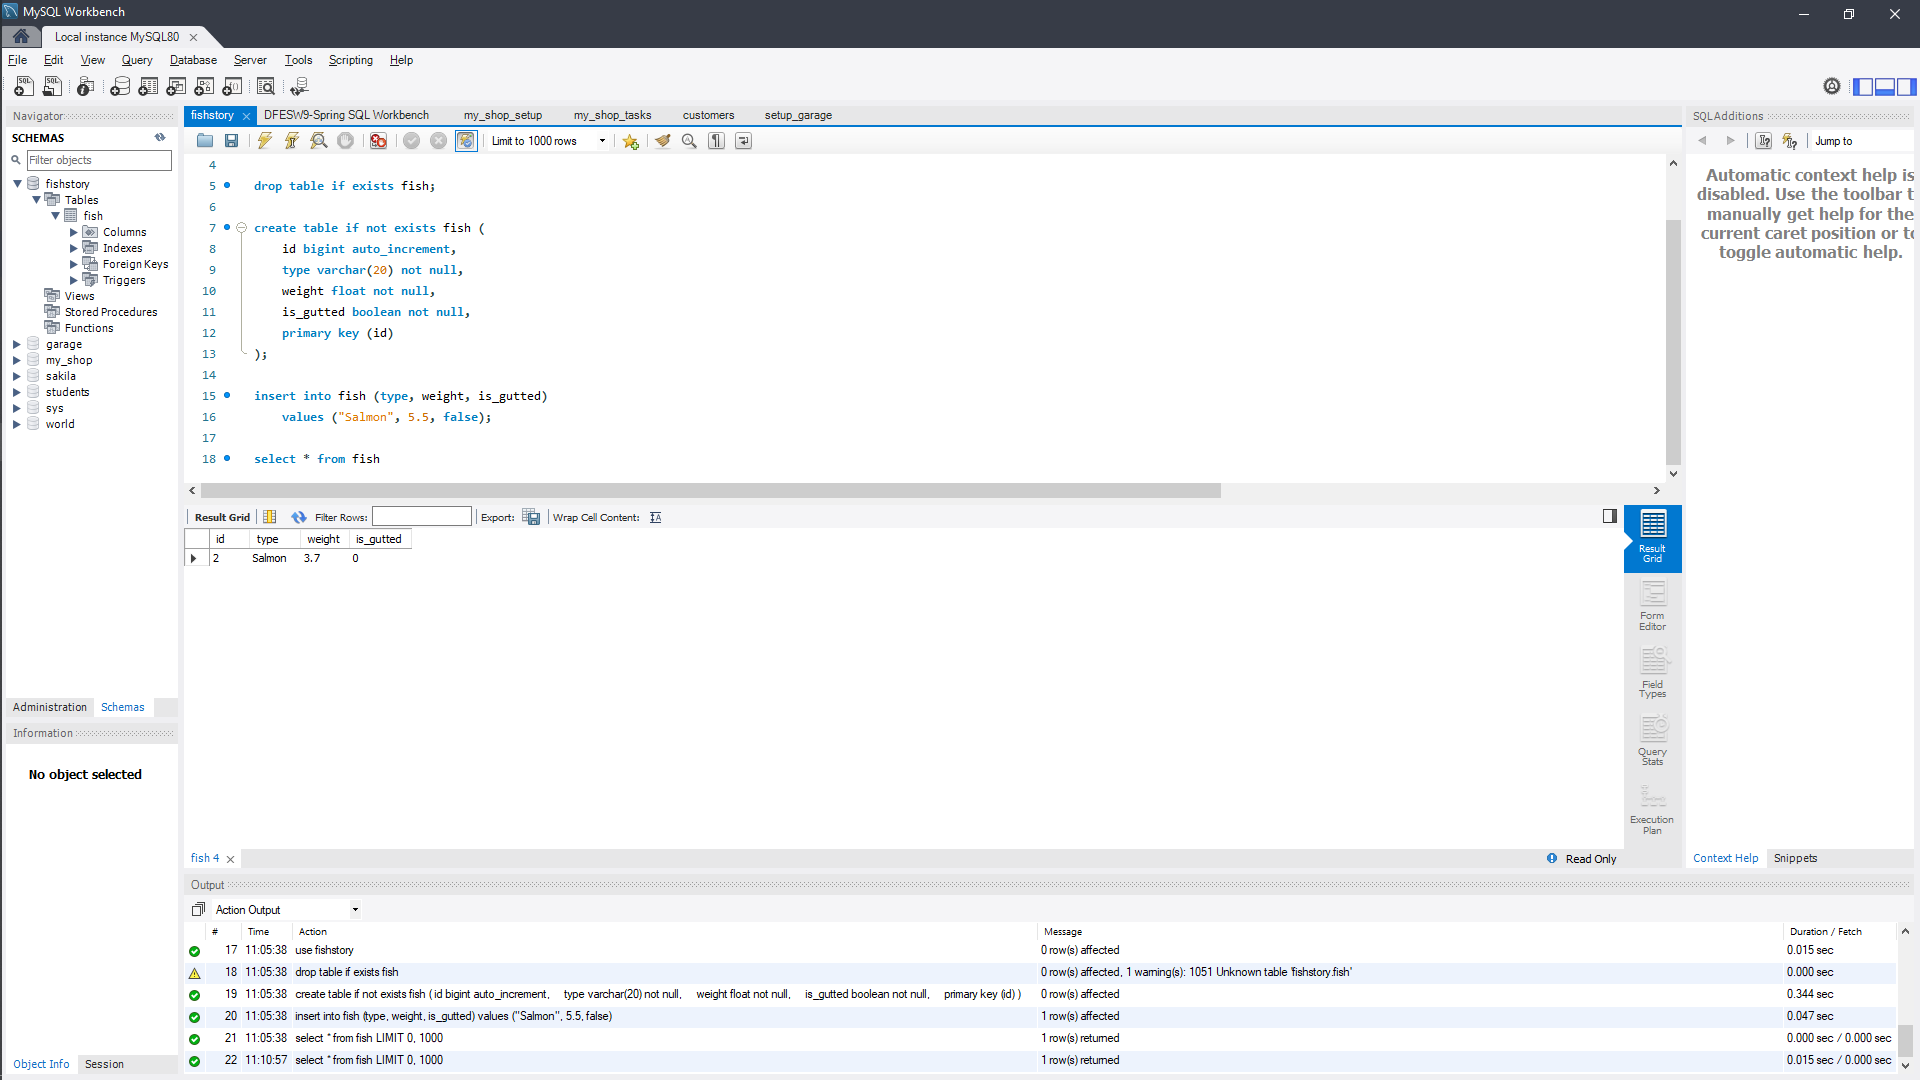 MySQL Workbench
Local instance MySQL80
File Edit View Query Database Server Tools Scripting Help
Navigator
SCHEMAS
Filter objects
fishstory
Tables
fish
Columns
Indexes
Foreign Keys
Triggers
Views
Stored Procedures
Functions
garage
my_shop
sakila
students
sys
world
Administration Schemas
Information
No object selected
Object Info Session
fishstory DFESW9-Spring SQL Workbench my_shop_setup my_shop_tasks customers setup_garage
Limit to 1000 rows
4
5 drop table if exists fish;
6
7 create table if not exists fish (
8 id bigint auto_increment,
9 type varchar(20) not null,
10 weight float not null,
11 is_gutted boolean not null,
12 primary key (id)
13 );
14
15 insert into fish (type, weight, is_gutted)
16 values ("Salmon", 5.5, false);
17
18 select * from fish
Result Grid Filter Rows: Export: Wrap Cell Content:
id type weight is_gutted
2 Salmon 3.7 0
Result
Grid
Form
Editor
Field
Types
Query
Stats
Execution
Plan
fish 4
Read Only
SQLAdditions
Jump to
Automatic context help is
disabled. Use the toolbar t
manually get help for the
current caret position or to
toggle automatic help.
Context Help Snippets
Output
Action Output
# Time Action Message Duration / Fetch
17 11:05:38 use fishstory 0 row(s) affected 0.015 sec
18 11:05:38 drop table if exists fish 0 row(s) affected, 1 warning(s): 1051 Unknown table 'fishstory.fish' 0.000 sec
19 11:05:38 create table if not exists fish ( id bigint auto_increment, type varchar(20) not null, weight float not null, is_gutted boolean not null, primary key (id) ) 0 row(s) affected 0.344 sec
20 11:05:38 insert into fish (type, weight, is_gutted) values ("Salmon", 5.5, false) 1 row(s) affected 0.047 sec
21 11:05:38 select * from fish LIMIT 0, 1000 1 row(s) returned 0.000 sec / 0.000 sec
22 11:10:57 select * from fish LIMIT 0, 1000 1 row(s) returned 0.015 sec / 0.000 sec